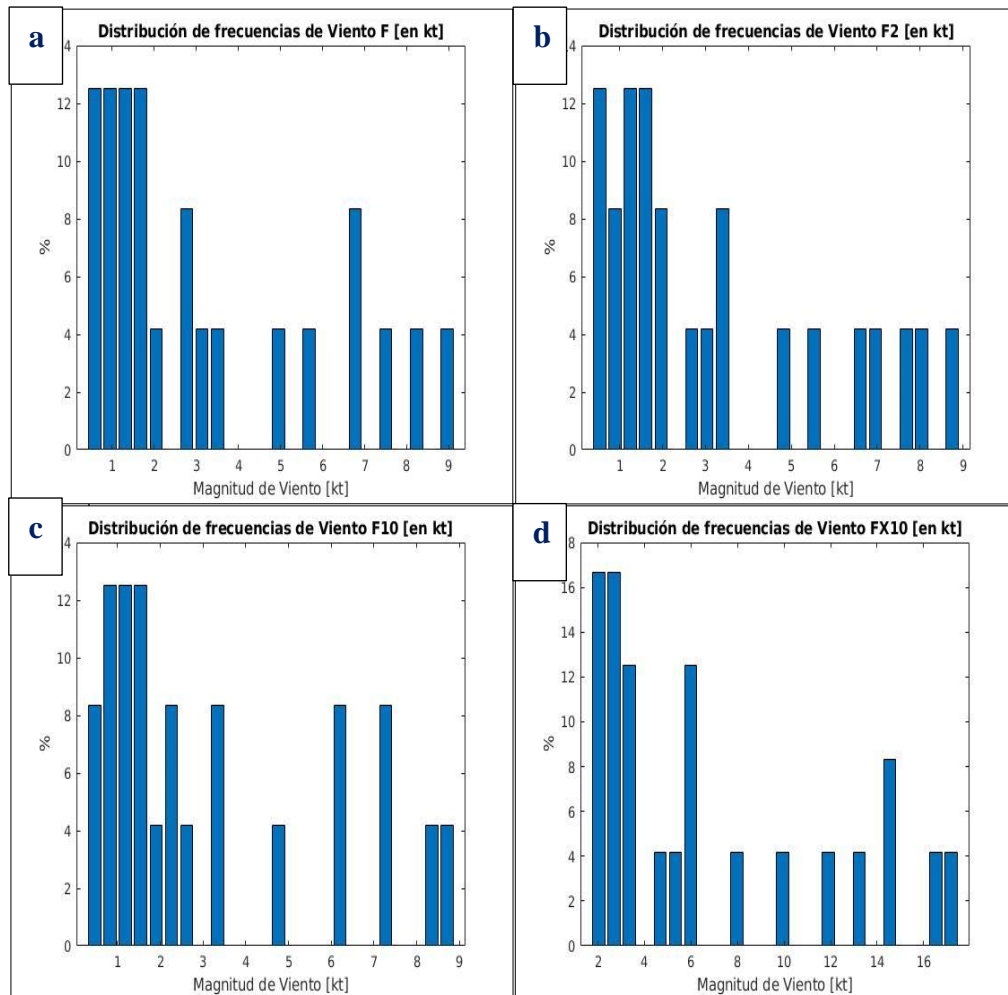 a
Distribución de frecuencias de Viento F [en kt]
4
12
10
8
6
4
2
0
%
1 2 3 4 5 6 7 8 9
Magnitud de Viento [kt]
b
Distribución de frecuencias de Viento F2 [en kt]
4
12
10
8
6
4
2
0
%
1 2 3 4 5 6 7 8 9
Magnitud de Viento [kt]
c
Distribución de frecuencias de Viento F10 [en kt]
4
12
10
8
6
4
2
0
%
1 2 3 4 5 6 7 8 9
Magnitud de Viento [kt]
d
Distribución de frecuencias de Viento FX10 [en kt]
8
16
14
12
10
8
6
4
2
0
%
2 4 6 8 10 12 14 16
Magnitud de Viento [kt]